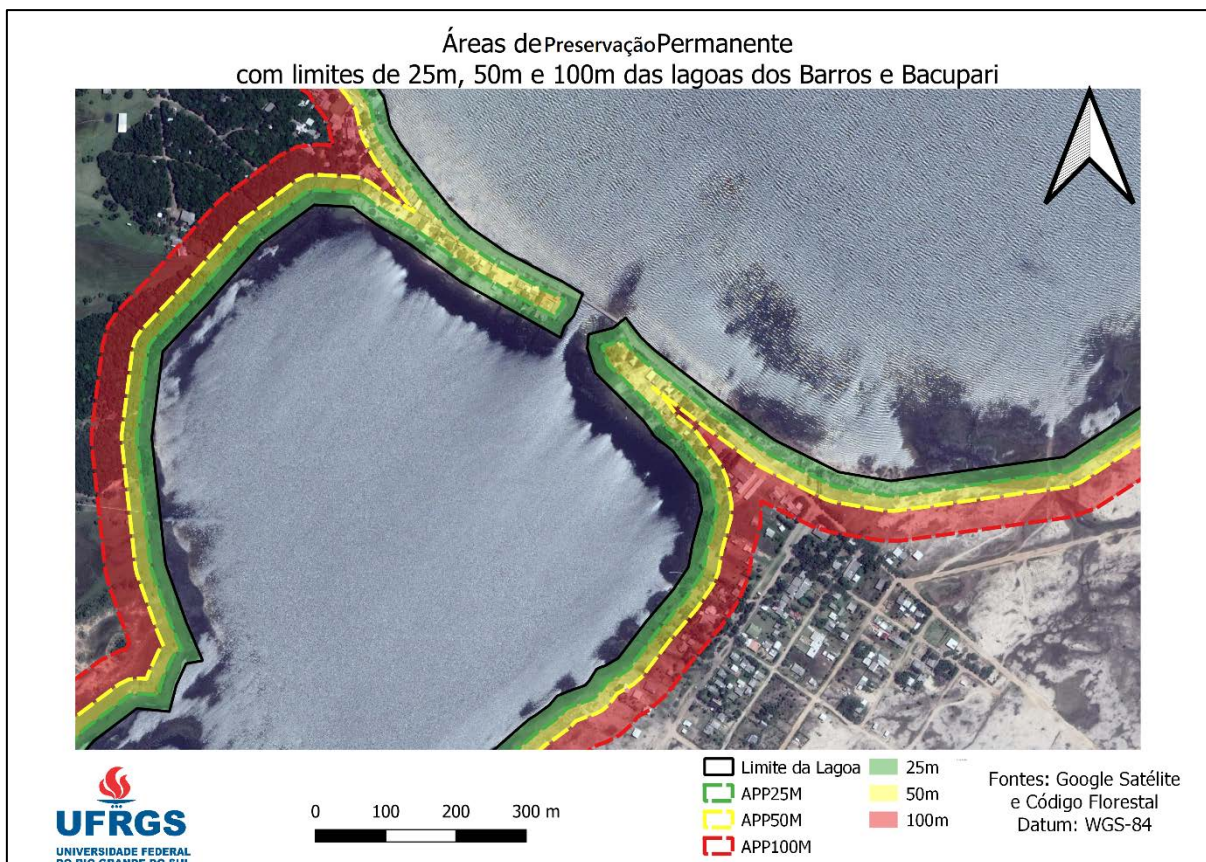 Áreas de Preservação Permanente
com limites de 25m, 50m e 100m das lagoas dos Barros e Bacupari
UFRGS
UNIVERSIDADE FEDERAL
DO RIO GRANDE DO SUL
0 100 200 300 m
Limite da Lagoa
APP25M
APP50M
APP100M
25m
50m
100m
Fontes: Google Satélite
e Código Florestal
Datum: WGS-84